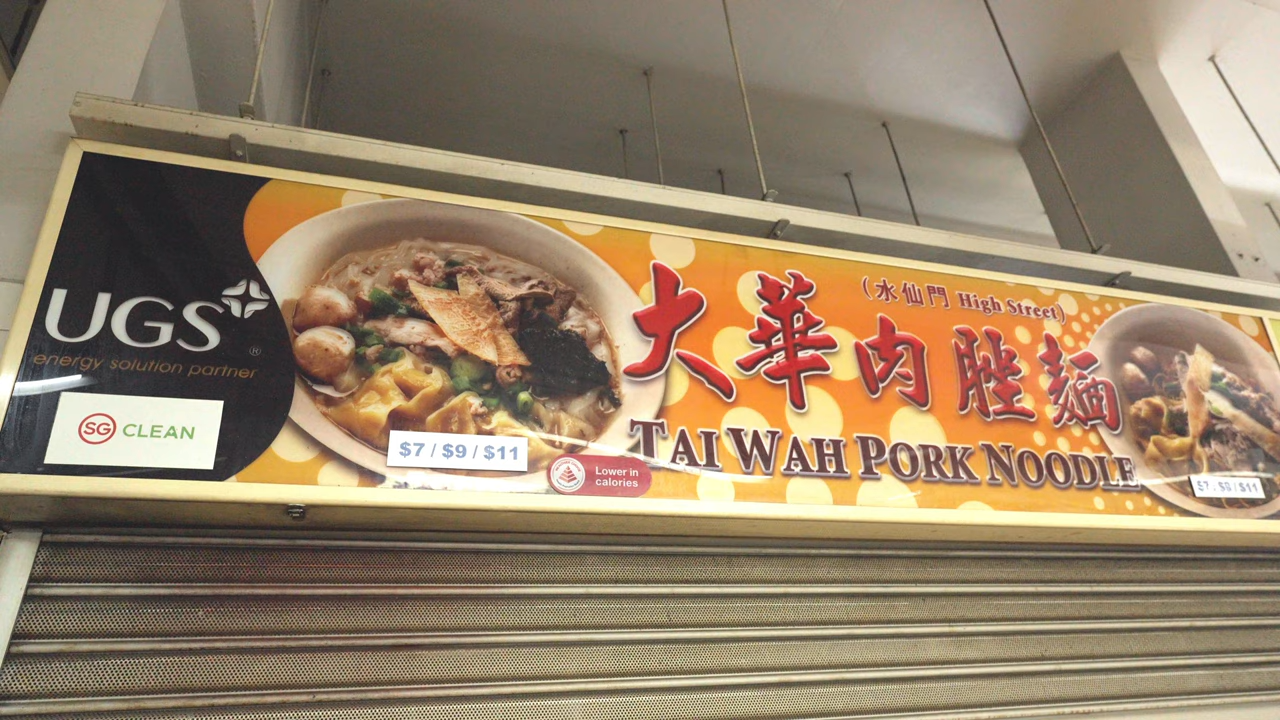 UGS
®
energy solution partner
SG CLEAN
$7 / $9 / $11
Lower in
calories
(水仙門 High Street)
大華肉脞麵
TAI WAH PORK NOODLE
$7 / $9 / $11